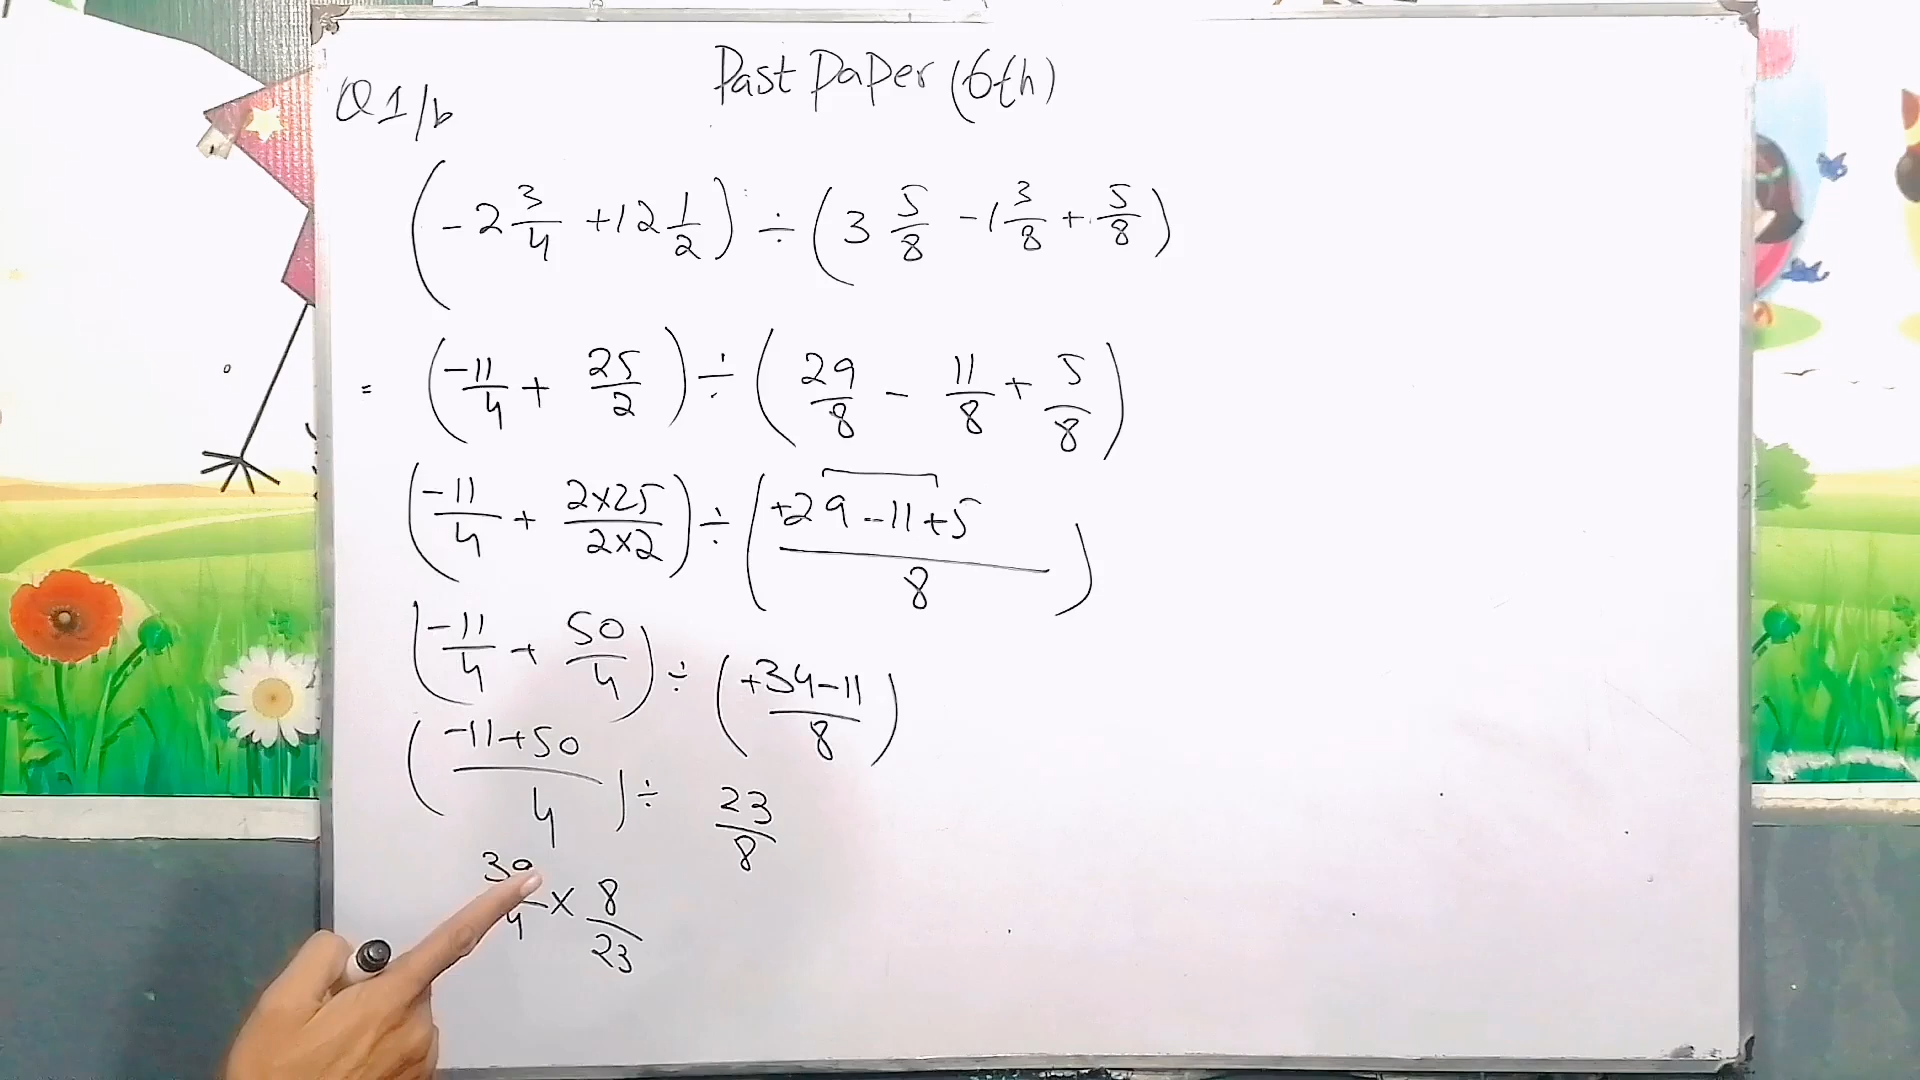 Past Paper (6th)
Q1/b
(-2 3/4 + 12 1/2) ÷ (3 5/8 - 1 3/8 + 5/8)
= (-11/4 + 25/2) ÷ (29/8 - 11/8 + 5/8)
(-11/4 + 2×25/2×2) ÷ (+29-11+5/8)
(-11/4 + 50/4) ÷ (+34-11/8)
(-11+50/4) ÷ 23/8
39/4 × 8/23